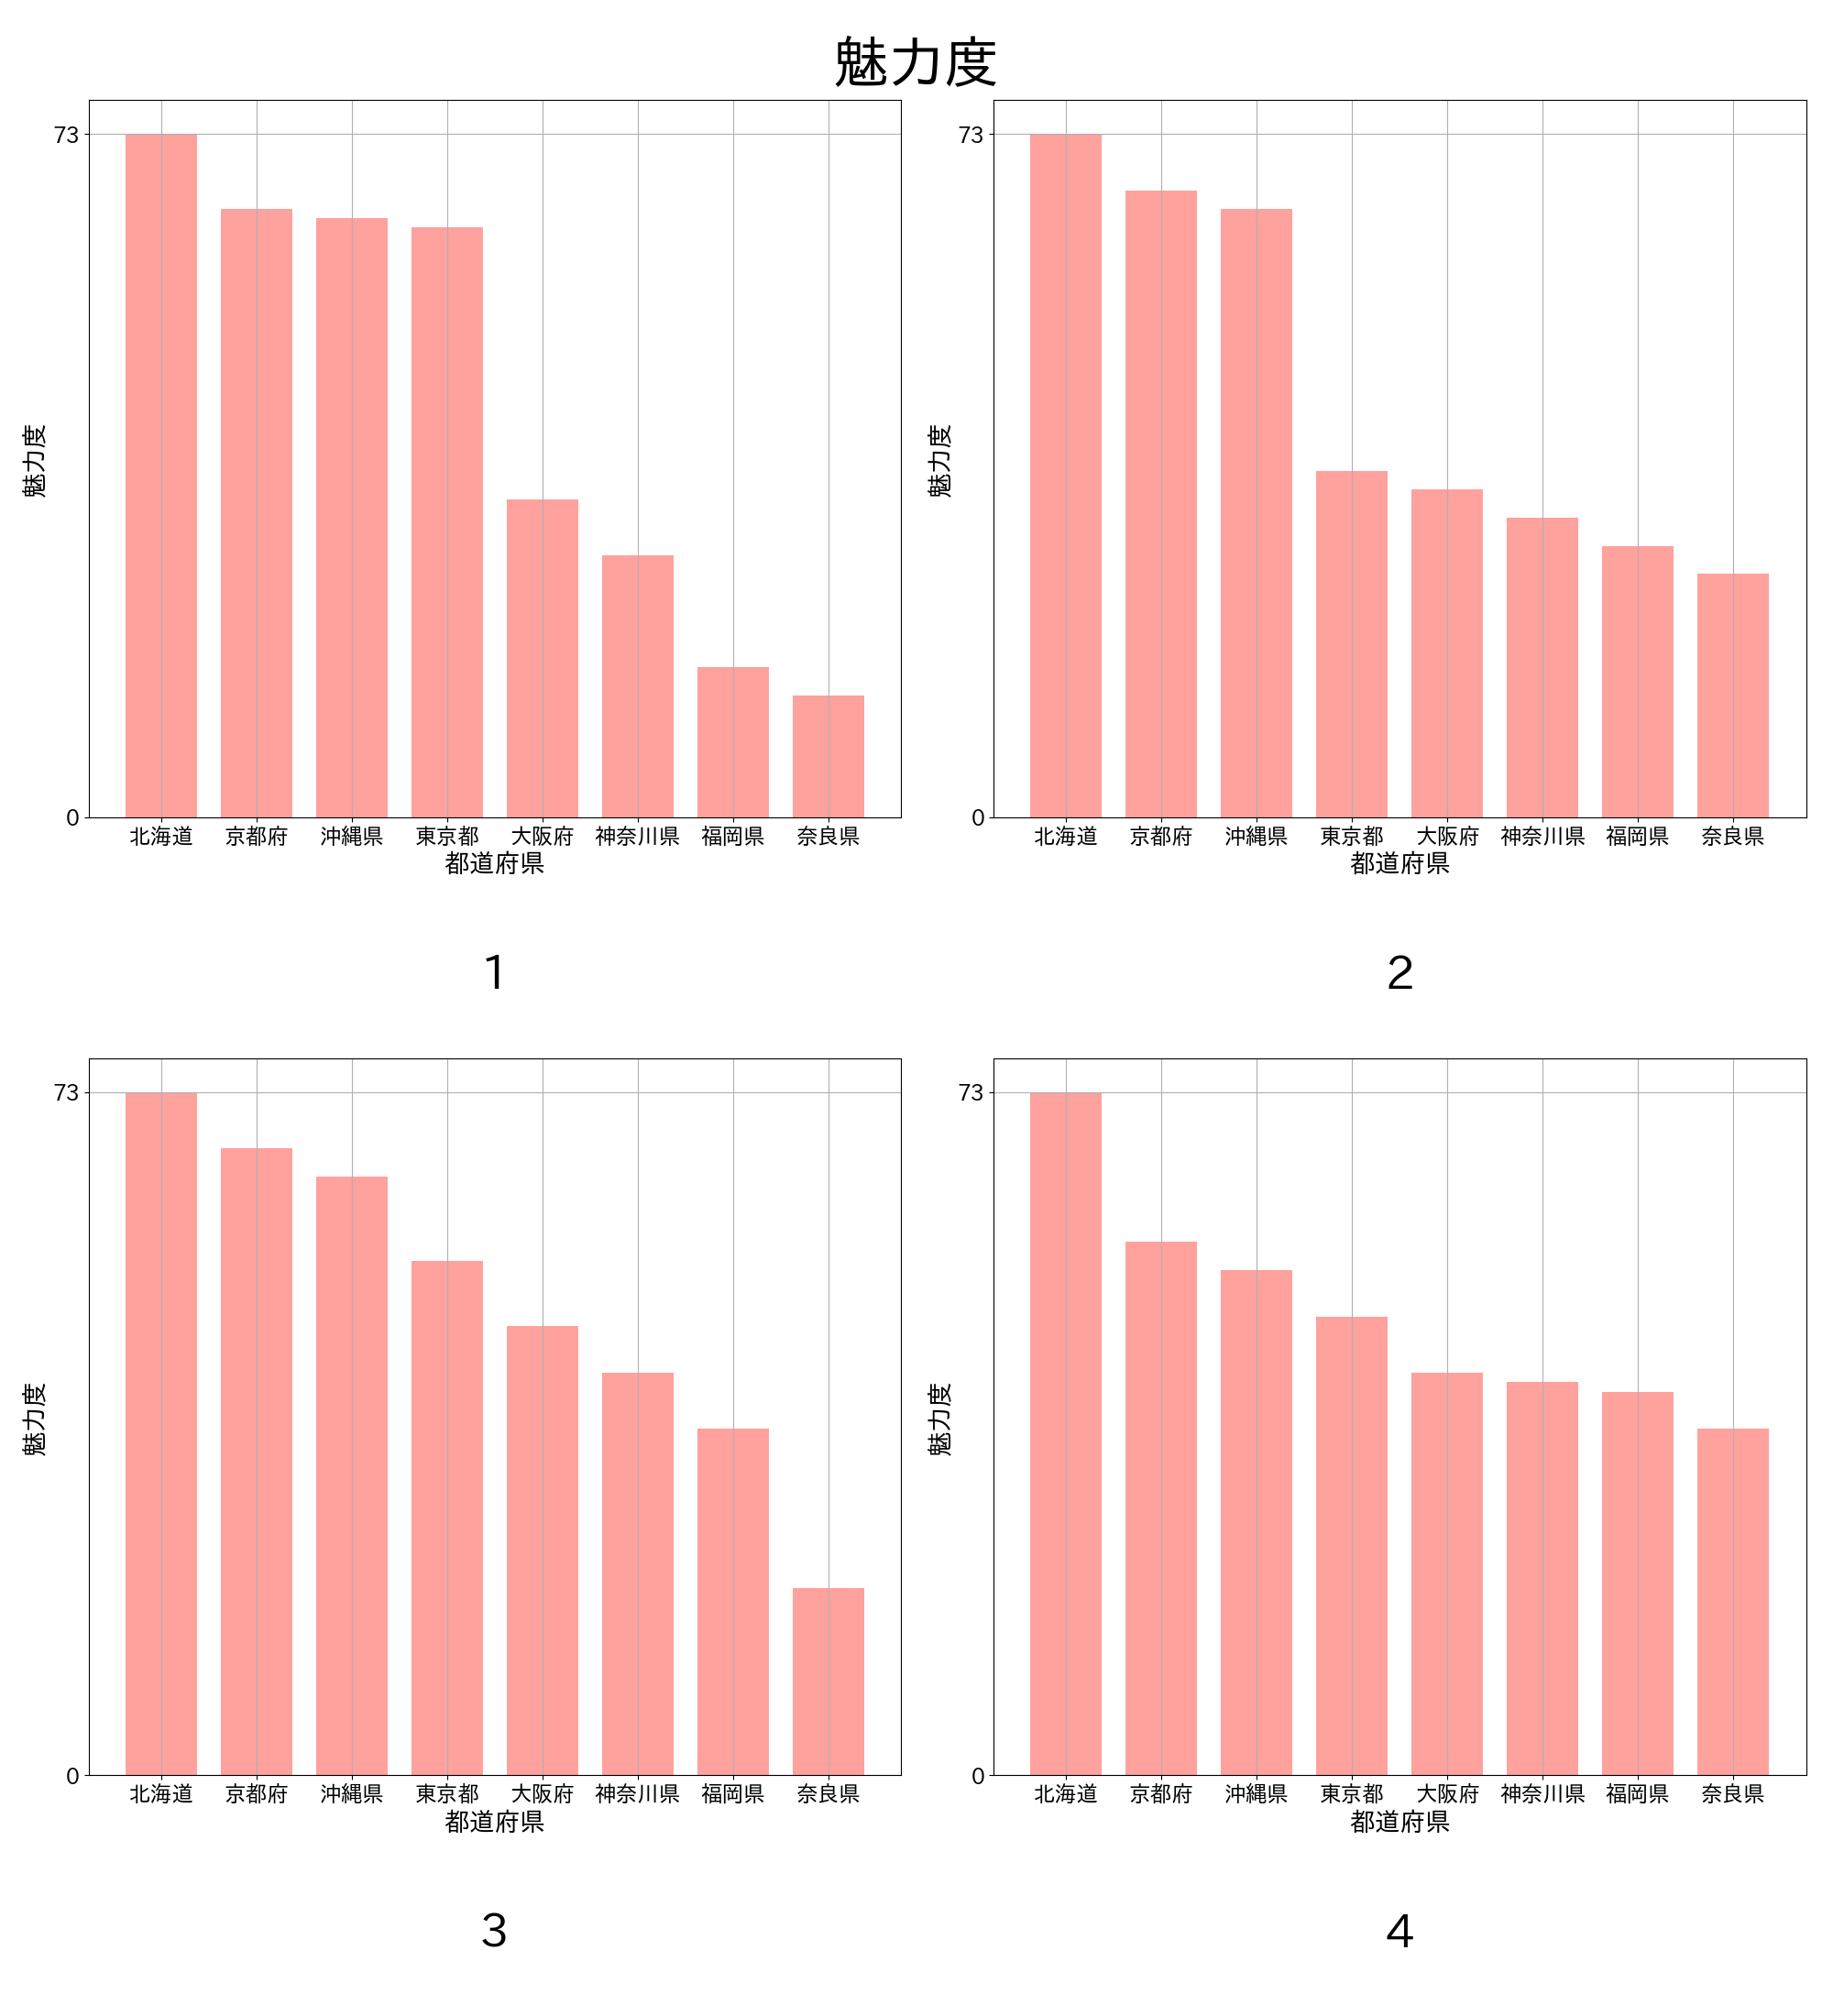 魅力度
73
0
魅力度
北海道 京都府 沖縄県 東京都 大阪府 神奈川県 福岡県 奈良県
都道府県
1
73
0
魅力度
北海道 京都府 沖縄県 東京都 大阪府 神奈川県 福岡県 奈良県
都道府県
2
73
0
魅力度
北海道 京都府 沖縄県 東京都 大阪府 神奈川県 福岡県 奈良県
都道府県
3
73
0
魅力度
北海道 京都府 沖縄県 東京都 大阪府 神奈川県 福岡県 奈良県
都道府県
4